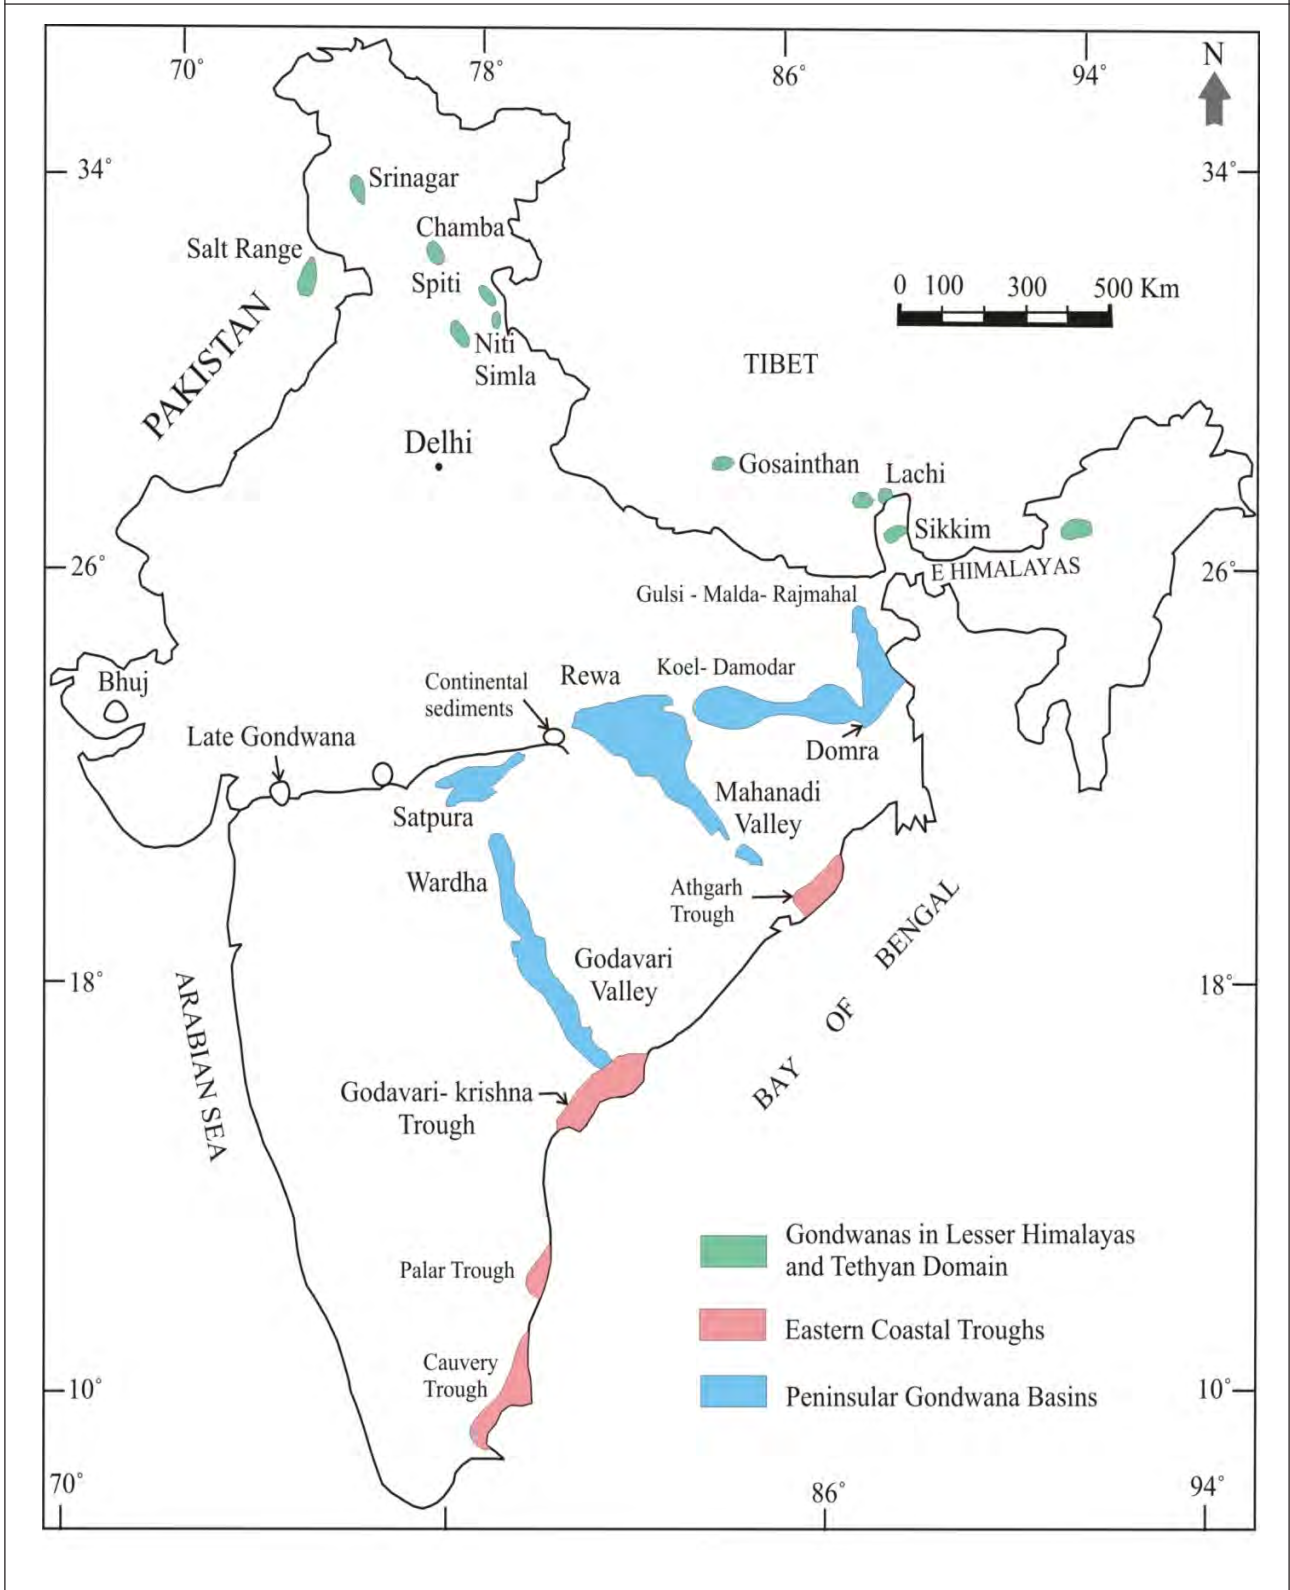 70°
78°
86°
94°
N
34°
34°
Srinagar
Chamba
Salt Range
Spiti
0 100 300 500 Km
PAKISTAN
Niti
Simla
TIBET
Delhi
Gosainthan
Lachi
Sikkim
26°
E HIMALAYAS
26°
Gulsi - Malda- Rajmahal
Bhuj
Continental
sediments
Rewa
Koel- Damodar
Late Gondwana
Domra
Satpura
Mahanadi
Valley
Wardha
Athgarh
Trough
BAY OF BENGAL
Godavari
Valley
18°
18°
ARABIAN SEA
Godavari- krishna
Trough
Palar Trough
Gondwanas in Lesser Himalayas
and Tethyan Domain
Eastern Coastal Troughs
Cauvery
Trough
10°
Peninsular Gondwana Basins
10°
70°
86°
94°